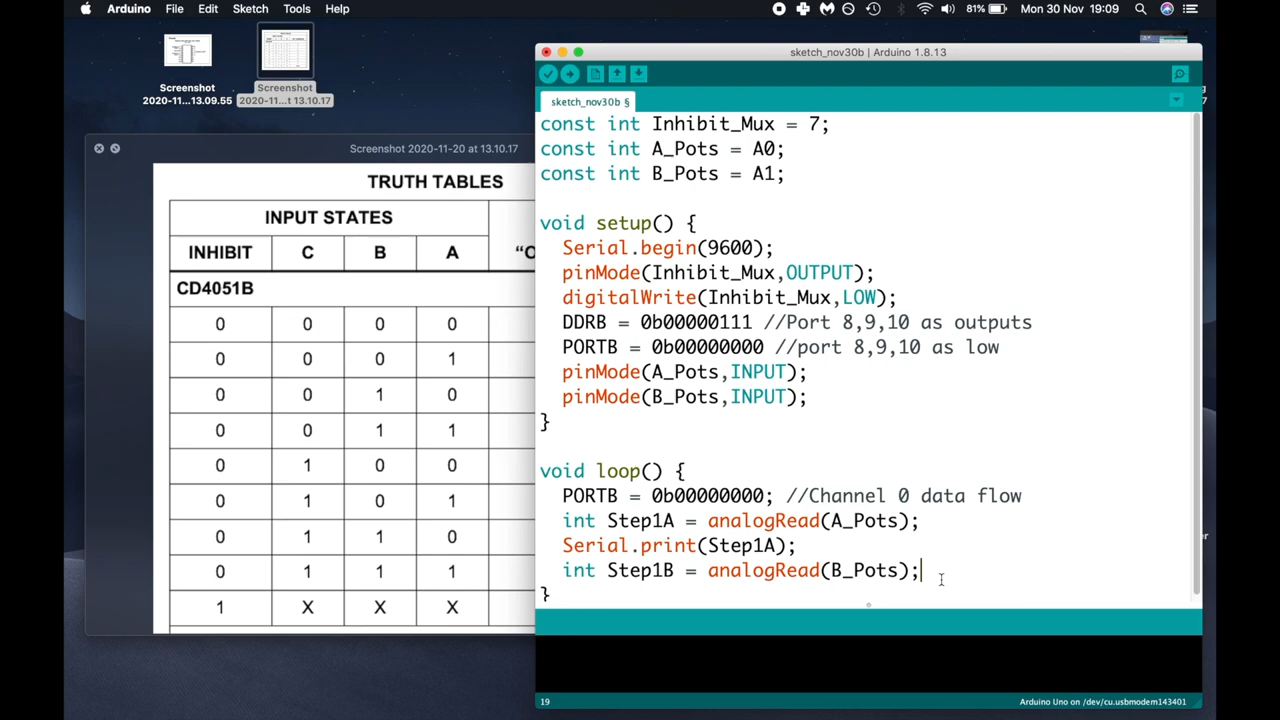 Arduino File Edit Sketch Tools Help 81% Mon 30 Nov 19:09
Screenshot
2020-11...13.09.55
Screenshot
2020-11...t 13.10.17
Screenshot 2020-11-20 at 13.10.17
TRUTH TABLES
INPUT STATES
INHIBIT C B A "O
CD4051B
0 0 0 0
0 0 0 1
0 0 1 0
0 0 1 1
0 1 0 0
0 1 0 1
0 1 1 0
0 1 1 1
1 X X X
sketch_nov30b | Arduino 1.8.13
sketch_nov30b §
const int Inhibit_Mux = 7;
const int A_Pots = A0;
const int B_Pots = A1;
void setup() {
Serial.begin(9600);
pinMode(Inhibit_Mux,OUTPUT);
digitalWrite(Inhibit_Mux,LOW);
DDRB = 0b00000111 //Port 8,9,10 as outputs
PORTB = 0b00000000 //port 8,9,10 as low
pinMode(A_Pots,INPUT);
pinMode(B_Pots,INPUT);
}
void loop() {
PORTB = 0b00000000; //Channel 0 data flow
int Step1A = analogRead(A_Pots);
Serial.print(Step1A);
int Step1B = analogRead(B_Pots);
}
19 Arduino Uno on /dev/cu.usbmodem143401